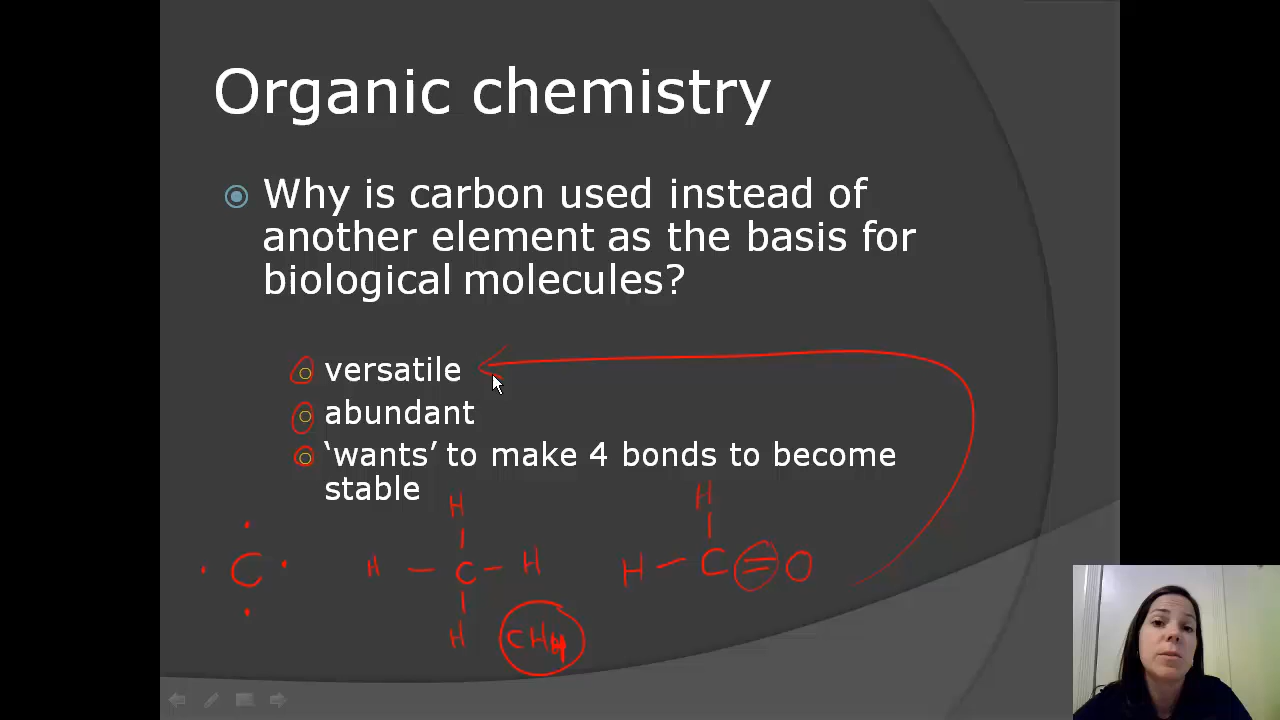 Organic chemistry
Why is carbon used instead of
another element as the basis for
biological molecules?
versatile
abundant
‘wants’ to make 4 bonds to become
stable
H H
C H — C – H H – C = O
H CH4